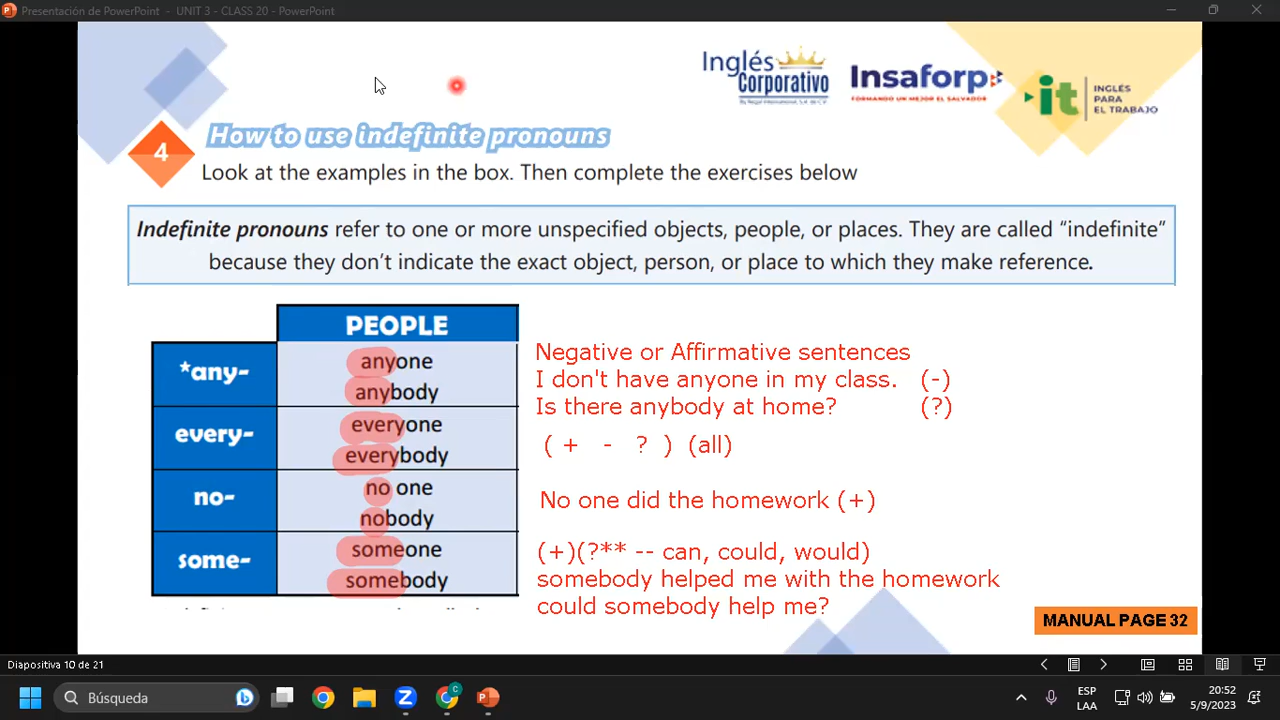 Presentación de PowerPoint - UNIT 3 - CLASS 20 - PowerPoint
Inglés
Corporativo
Insaforp
FORMANDO UN MEJOR EL SALVADOR
it
INGLÉS
PARA
EL TRABAJO
4
How to use indefinite pronouns
Look at the examples in the box. Then complete the exercises below
Indefinite pronouns refer to one or more unspecified objects, people, or places. They are called “indefinite“
because they don’t indicate the exact object, person, or place to which they make reference.
PEOPLE
*any-
anyone
anybody
every-
everyone
everybody
no-
no one
nobody
some-
someone
somebody
Negative or Affirmative sentences
I don't have anyone in my class. (-)
Is there anybody at home? (?)
( + - ? ) (all)
No one did the homework (+)
(+)(?** -- can, could, would)
somebody helped me with the homework
could somebody help me?
MANUAL PAGE 32
Diapositiva 10 de 21
Búsqueda
ESP
LAA
20:52
5/9/2023